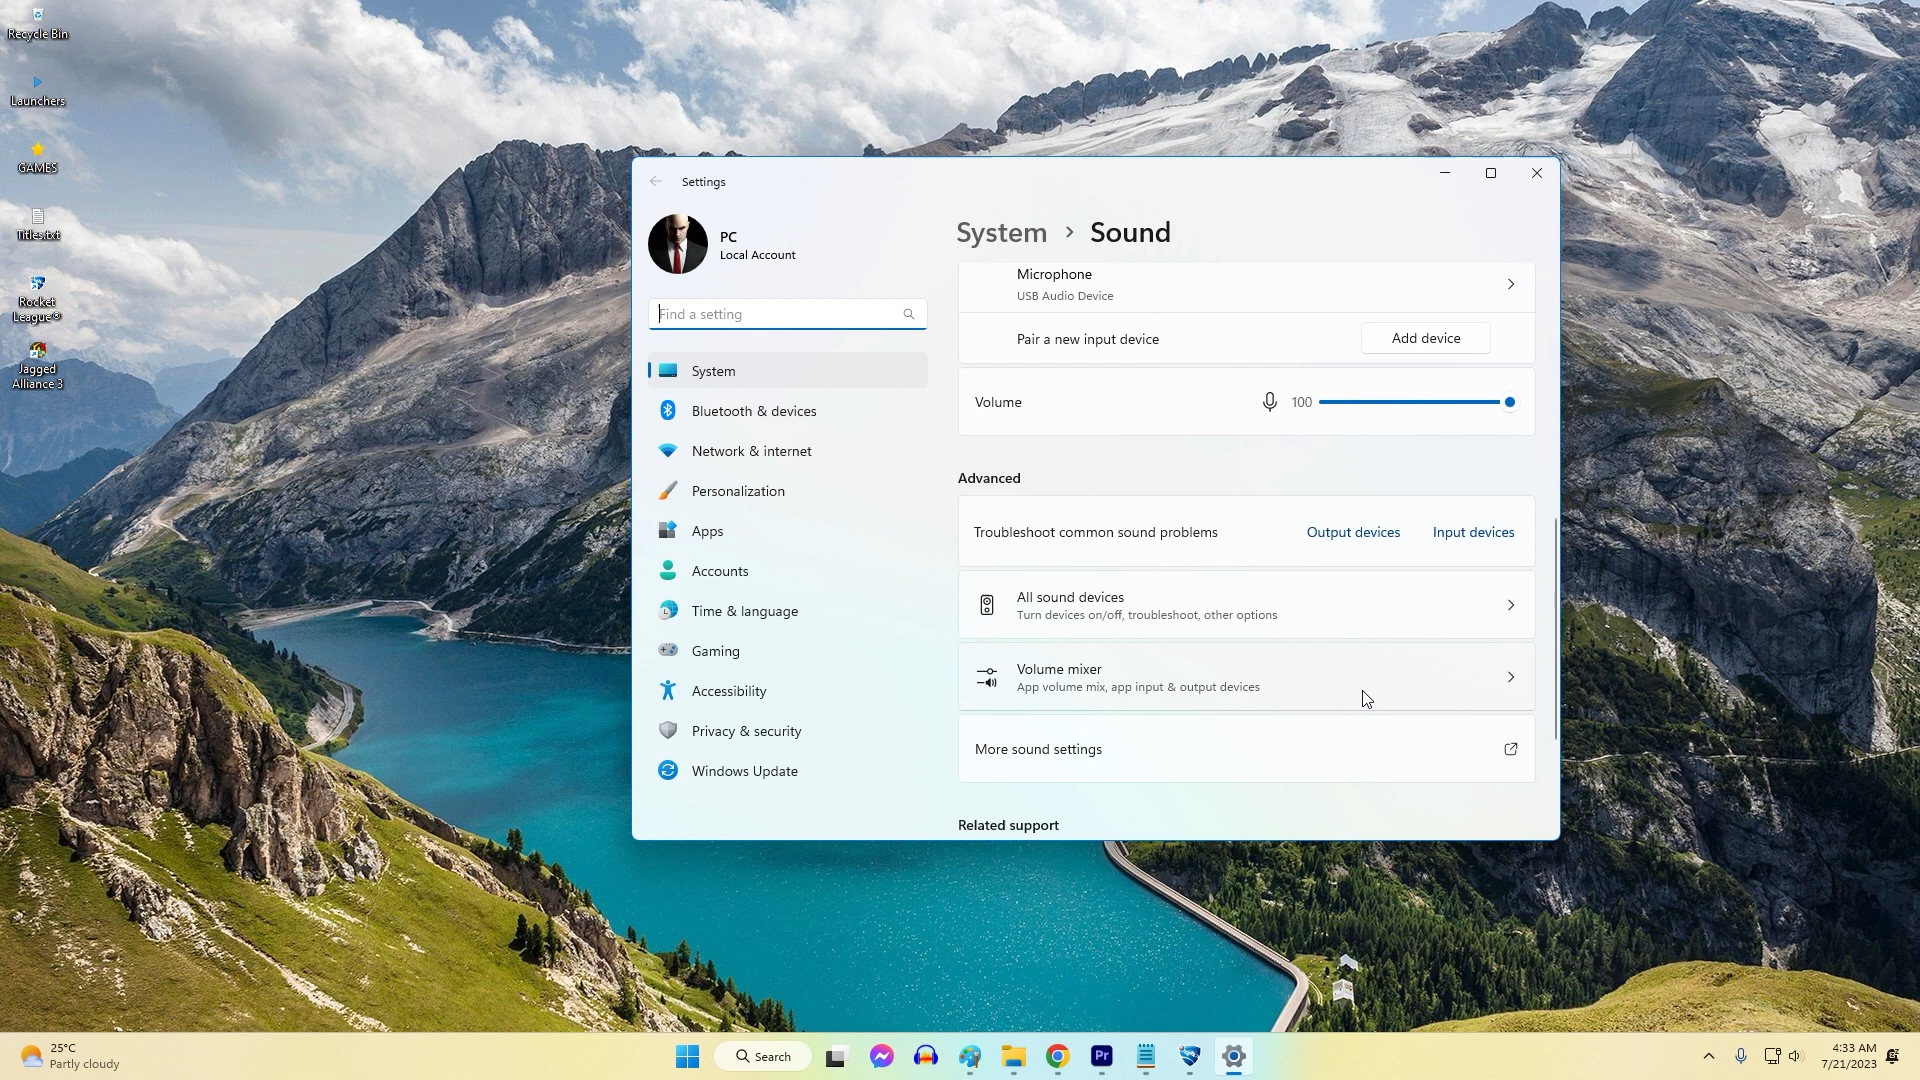 Recycle Bin
Launchers
GAMES
Titles.txt
Rocket
League®
Jagged
Alliance 3
Settings
PC
Local Account
Find a setting
System
Bluetooth & devices
Network & internet
Personalization
Apps
Accounts
Time & language
Gaming
Accessibility
Privacy & security
Windows Update
System › Sound
Microphone
USB Audio Device
Pair a new input device
Add device
Volume
100
Advanced
Troubleshoot common sound problems
Output devices
Input devices
All sound devices
Turn devices on/off, troubleshoot, other options
Volume mixer
App volume mix, app input & output devices
More sound settings
Related support
25°C
Partly cloudy
Search
Pr
4:33 AM
7/21/2023